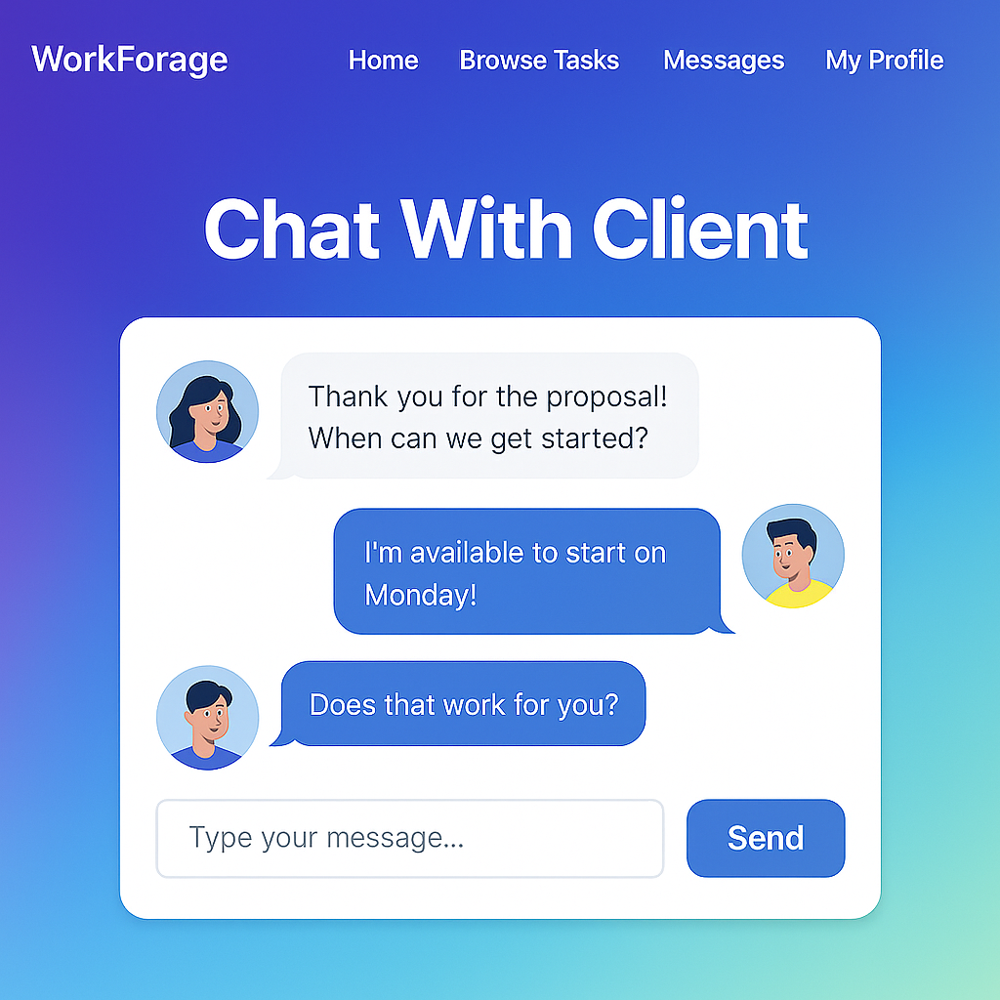 WorkForage
Home Browse Tasks Messages My Profile
Chat With Client
Thank you for the proposal!
When can we get started?
I'm available to start on
Monday!
Does that work for you?
Type your message...
Send